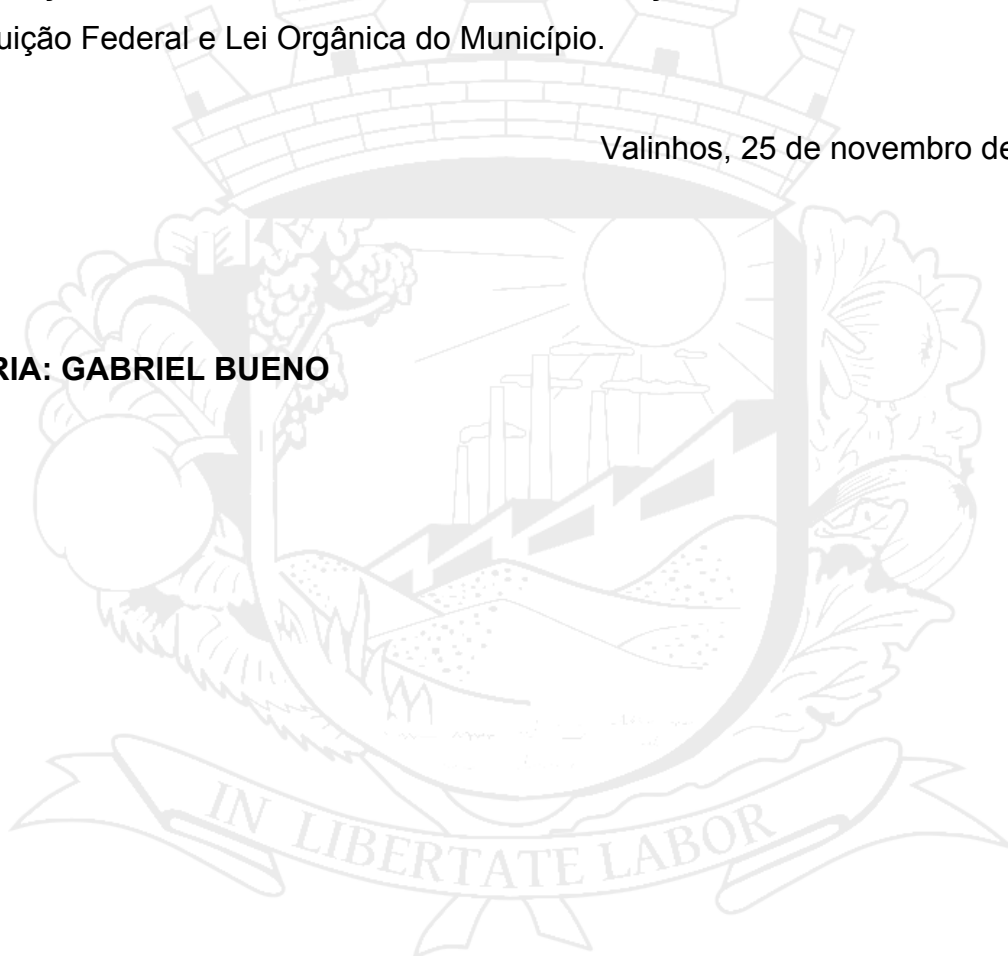 uição Federal e Lei Orgânica do Município.
Valinhos, 25 de novembro de
RIA: GABRIEL BUENO
IN LIBERTATE LABOR